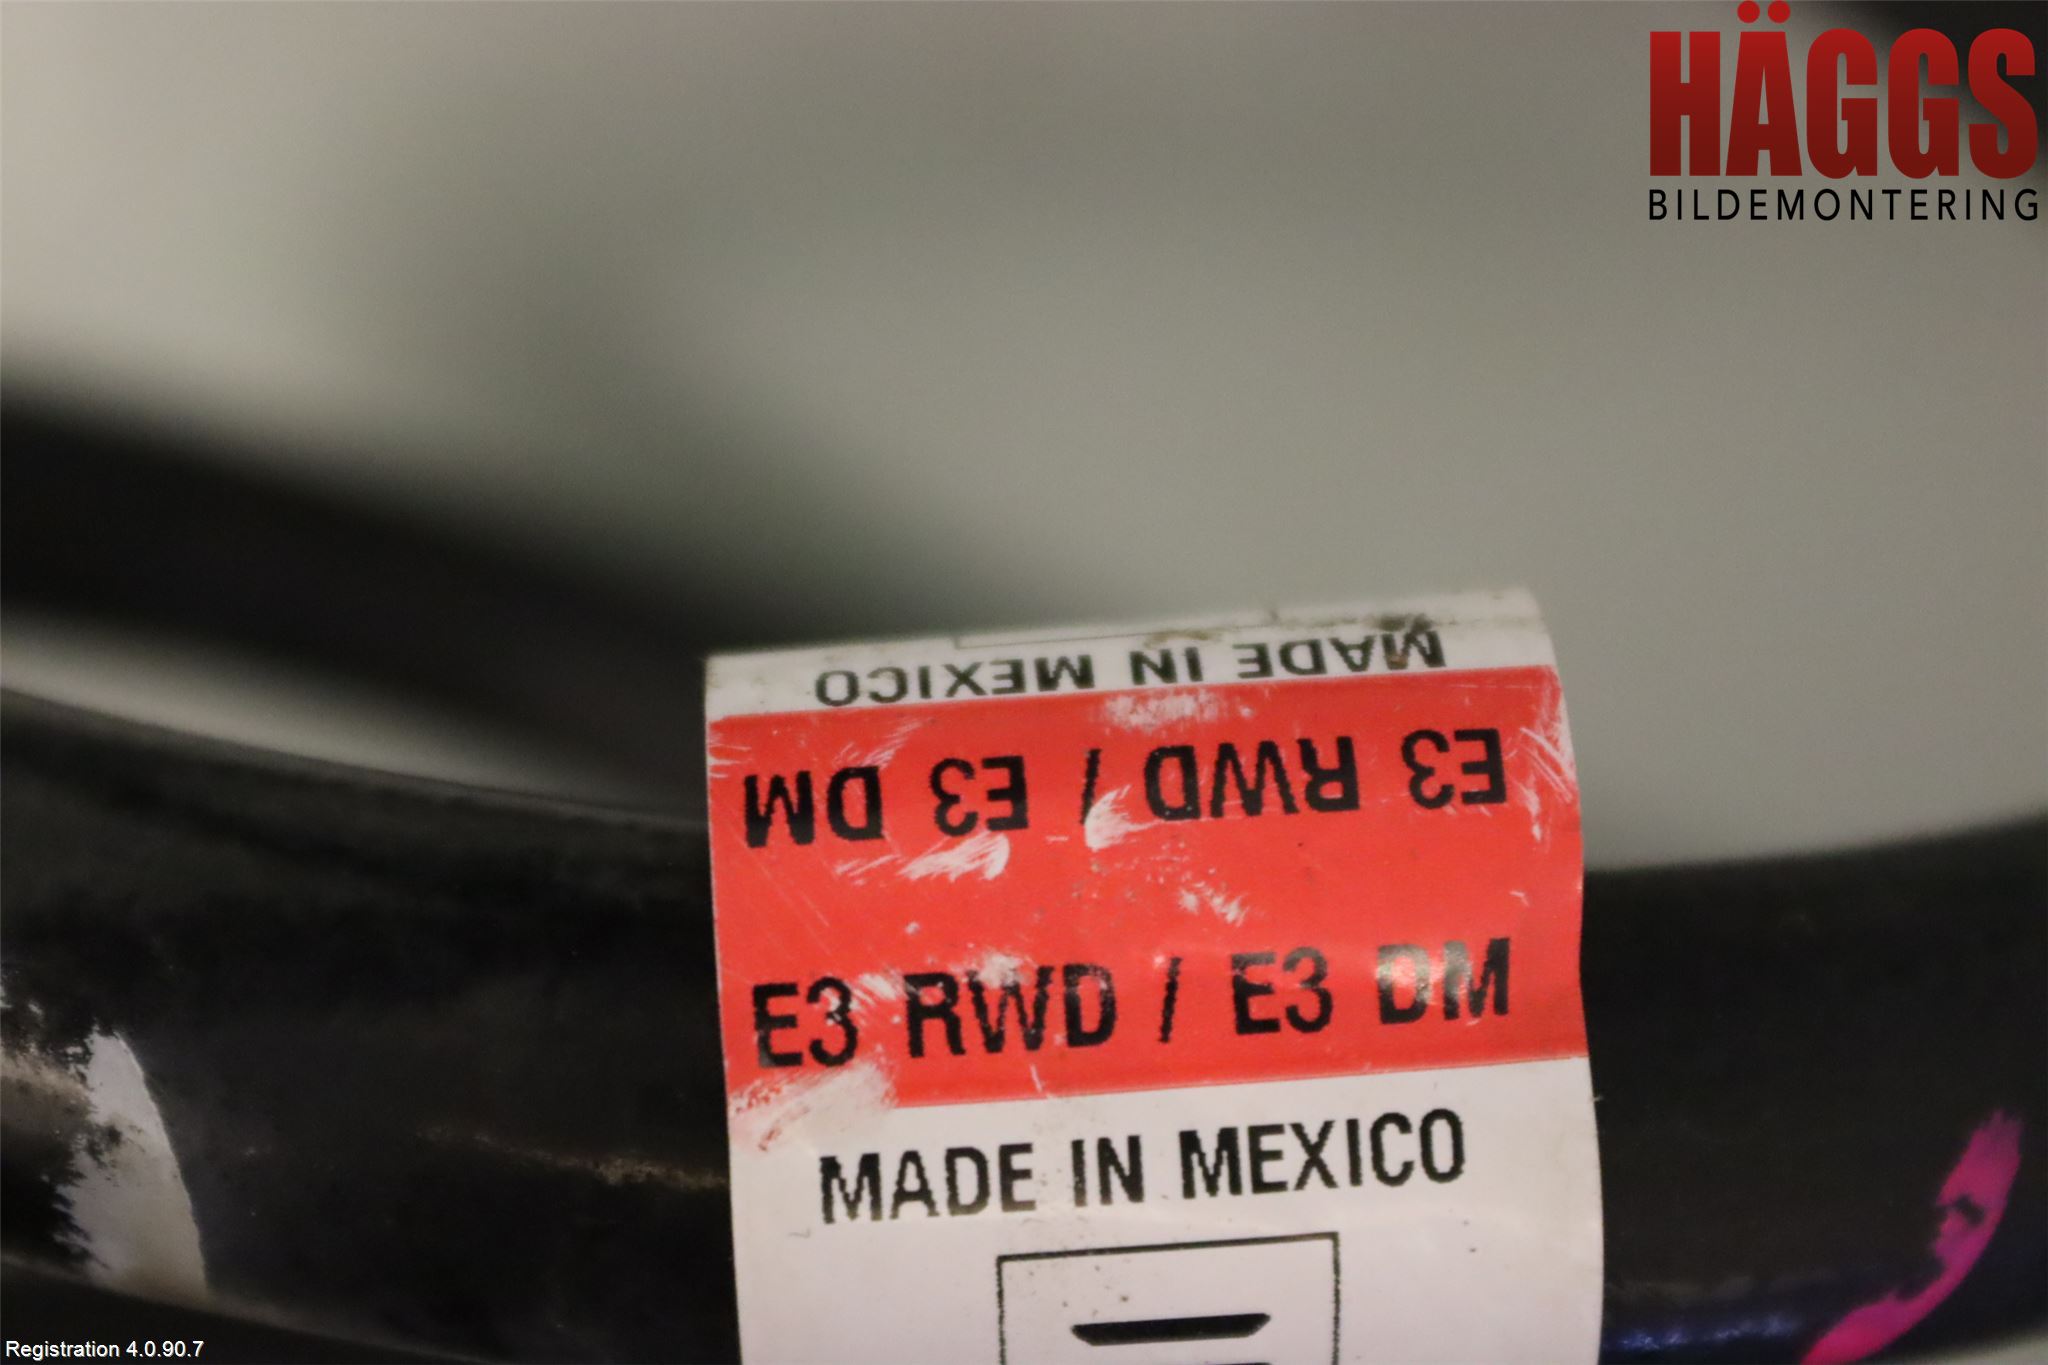 HÄGGS
BILDEMONTERING
MADE IN MEXICO
E3 RWD / E3 DM
E3 RWD / E3 DM
MADE IN MEXICO
Registration 4.0.90.7